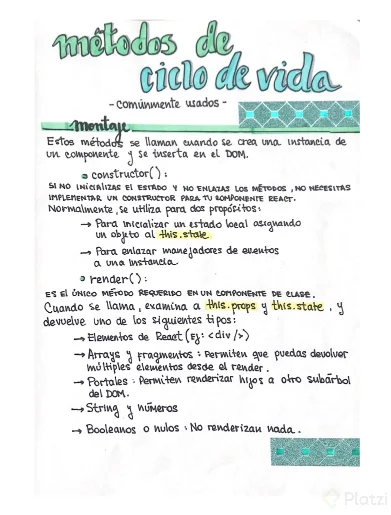 métodos de
ciclo de vida
- comúnmente usados -
montaje
Estos métodos se llaman cuando se crea una instancia de
un componente y se inserta en el DOM.
constructor():
SI NO INICIALIZAS EL ESTADO Y NO ENLAZAS LOS MÉTODOS, NO NECESITAS
IMPLEMENTAR UN CONSTRUCTOR PARA TU COMPONENTE REACT.
Normalmente, se utiliza para dos propósitos:
→ Para inicializar un estado local asignando
un objeto al this.state.
→ Para enlazar manejadores de eventos
a una instancia.
render():
ES EL ÚNICO MÉTODO REQUERIDO EN UN COMPONENTE DE CLASE.
Cuando se llama, examina a this.props y this.state, y
devuelve uno de los siguientes tipos:
→ Elementos de React (Ej: <div />)
→ Arrays y fragmentos: Permiten que puedas devolver
múltiples elementos desde el render.
→ Portales: Permiten renderizar hijos a otro subárbol
del DOM.
→ String y números
→ Booleanos o nulos: No renderizan nada.
Platzi